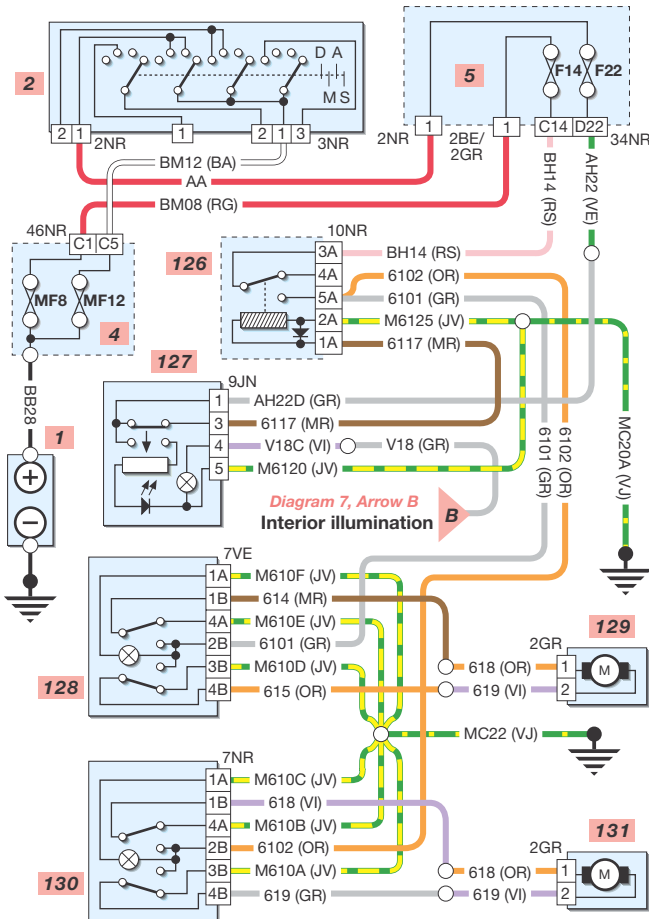 2
D A
M S
2 1
2NR
1
2 1 3
3NR
5
F14 F22
1
2NR
1
2BE/
2GR
C14 D22
34NR
BM12 (BA)
AA
BM08 (RG)
BH14 (RS)
AH22 (VE)
46NR
C1 C5
MF8 MF12
4
BB28
1
+
−
126
10NR
3A BH14 (RS)
4A 6102 (OR)
5A 6101 (GR)
2A M6125 (JV)
1A 6117 (MR)
127
9JN
1 AH22D (GR)
3 6117 (MR)
4 V18C (VI) V18 (GR)
5 M6120 (JV)
6101 (GR)
6102 (OR)
MC20A (VJ)
Diagram 7, Arrow B
Interior illumination
B
128
7VE
1A M610F (JV)
1B 614 (MR)
4A M610E (JV)
2B 6101 (GR)
3B M610D (JV)
4B 615 (OR)
129
2GR
618 (OR) 1
619 (VI) 2
M
MC22 (VJ)
130
7NR
1A M610C (JV)
1B 618 (VI)
4A M610B (JV)
2B 6102 (OR)
3B M610A (JV)
4B 619 (GR)
131
2GR
618 (OR) 1
619 (VI) 2
M